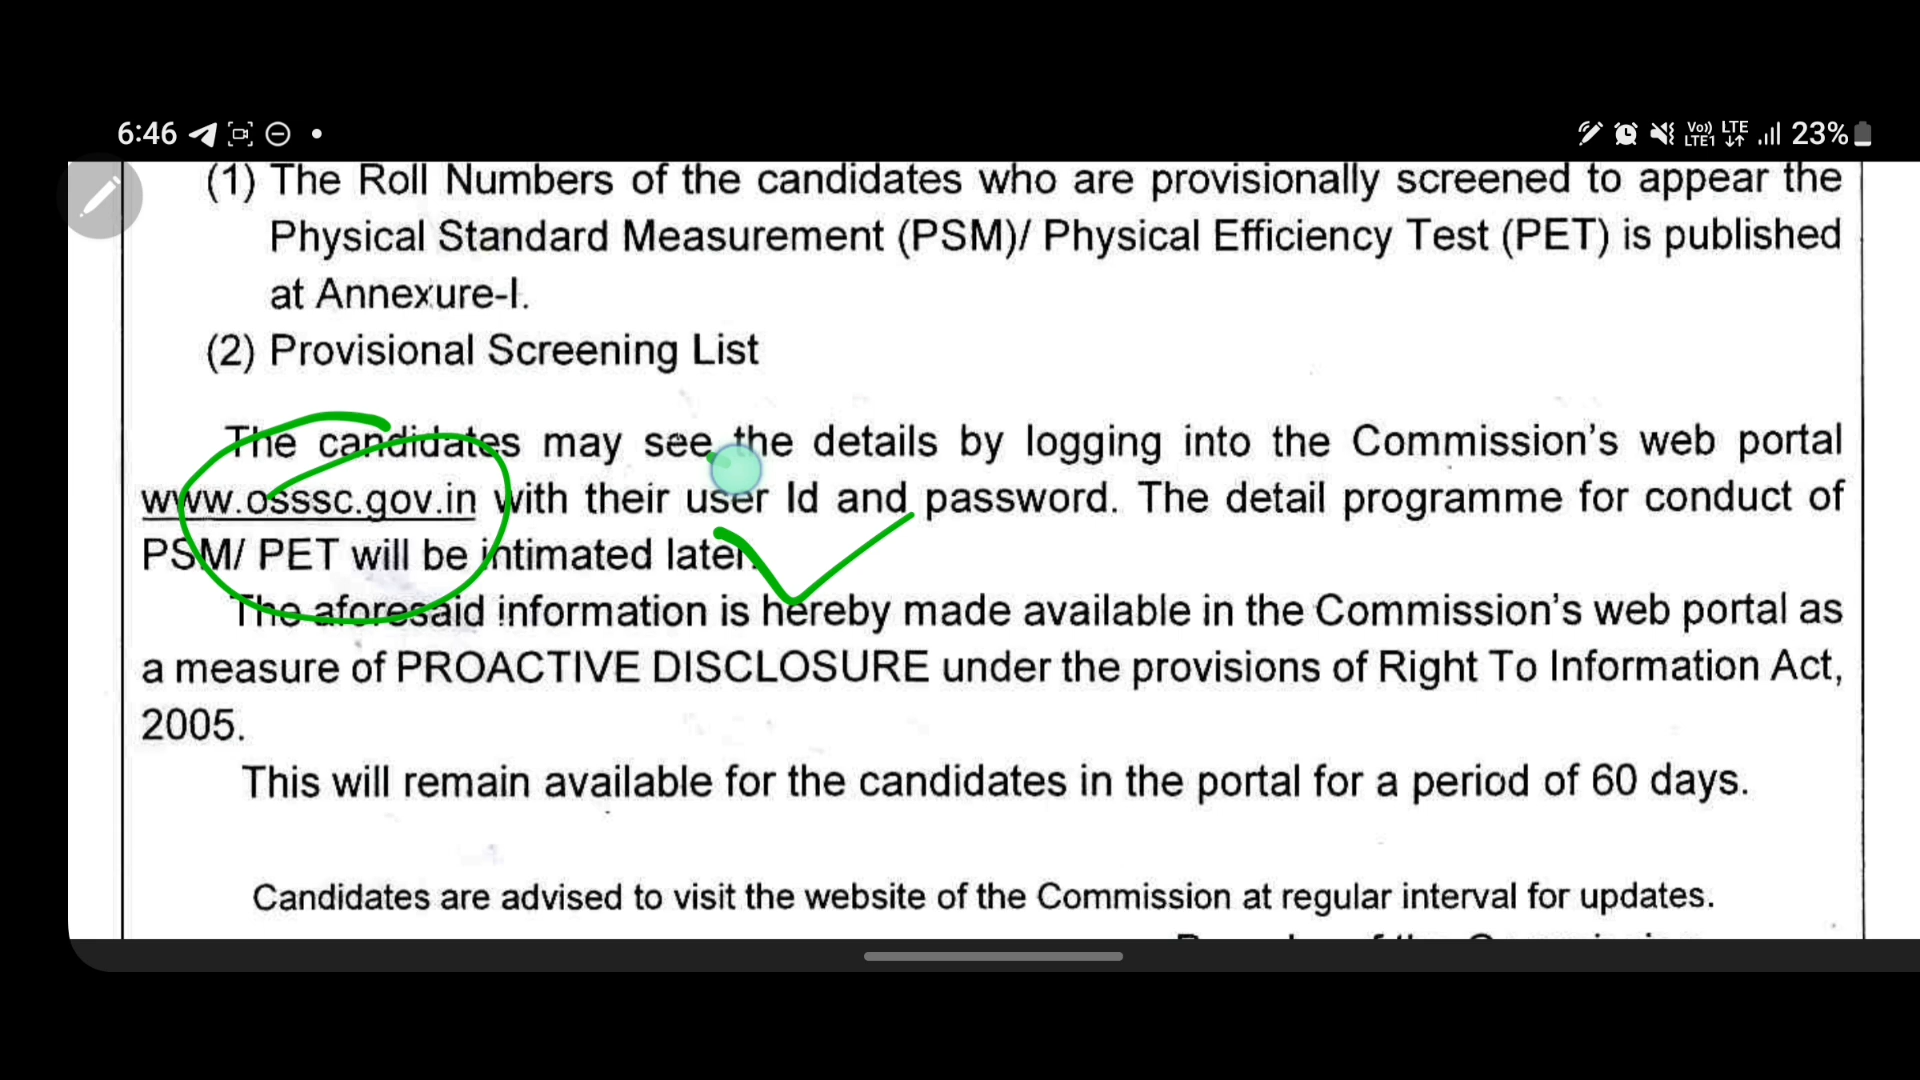 6:46
Vo)) LTE1 LTE 23%
(1) The Roll Numbers of the candidates who are provisionally screened to appear the
Physical Standard Measurement (PSM)/ Physical Efficiency Test (PET) is published
at Annexure-I.
(2) Provisional Screening List
The candidates may see the details by logging into the Commission's web portal
www.osssc.gov.in with their user Id and password. The detail programme for conduct of
PSM/ PET will be intimated later.
The aforesaid information is hereby made available in the Commission's web portal as
a measure of PROACTIVE DISCLOSURE under the provisions of Right To Information Act,
2005.
This will remain available for the candidates in the portal for a period of 60 days.
Candidates are advised to visit the website of the Commission at regular interval for updates.